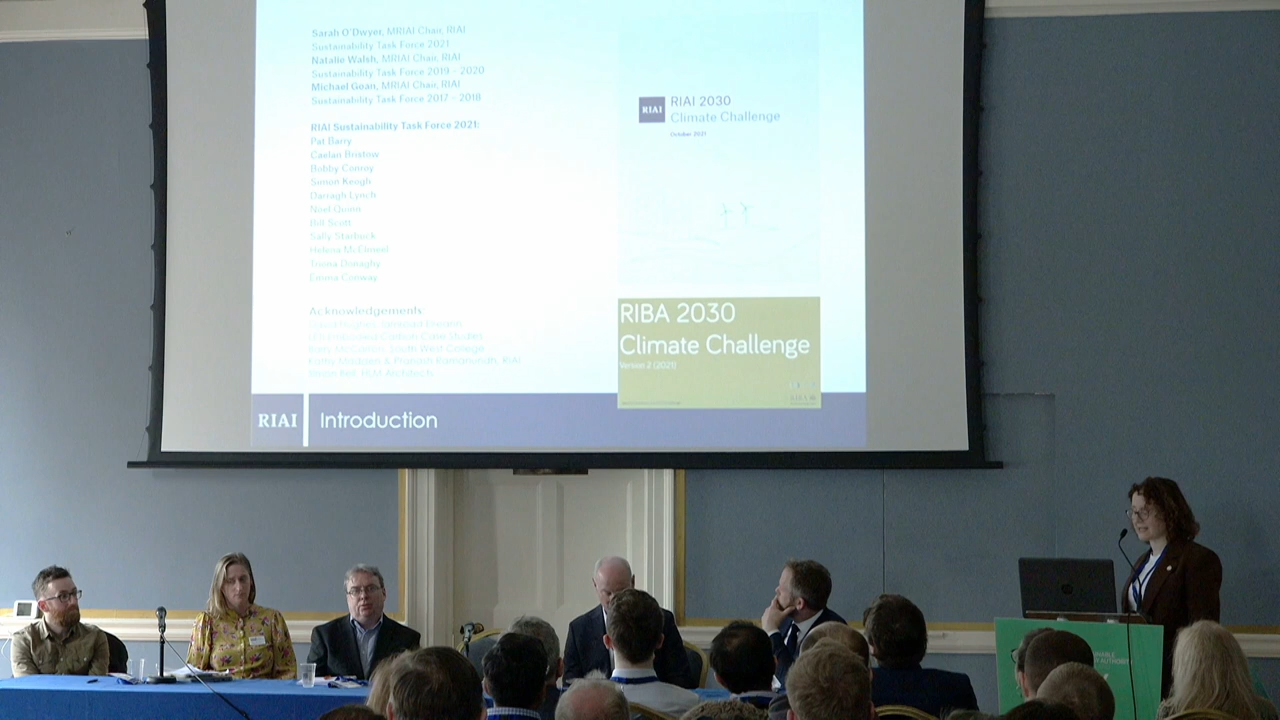 Sarah O'Dwyer, MRIAI Chair, RIAI
Sustainability Task Force 2021
Natalie Walsh, MRIAI Chair, RIAI
Sustainability Task Force 2019 – 2020
Michael Goan, MRIAI Chair, RIAI
Sustainability Task Force 2017 – 2018
RIAI Sustainability Task Force 2021:
Pat Barry
Caelan Bristow
Bobby Conroy
Simon Keogh
Darragh Lynch
Noel Quinn
Bill Scott
Sally Starbuck
Helena McElmeel
Triona Donaghy
Emma Conway
Acknowledgements:
RIAI
RIAI 2030
Climate Challenge
October 2021
RIBA 2030
Climate Challenge
Version 2 (2021)
RIAI
Introduction